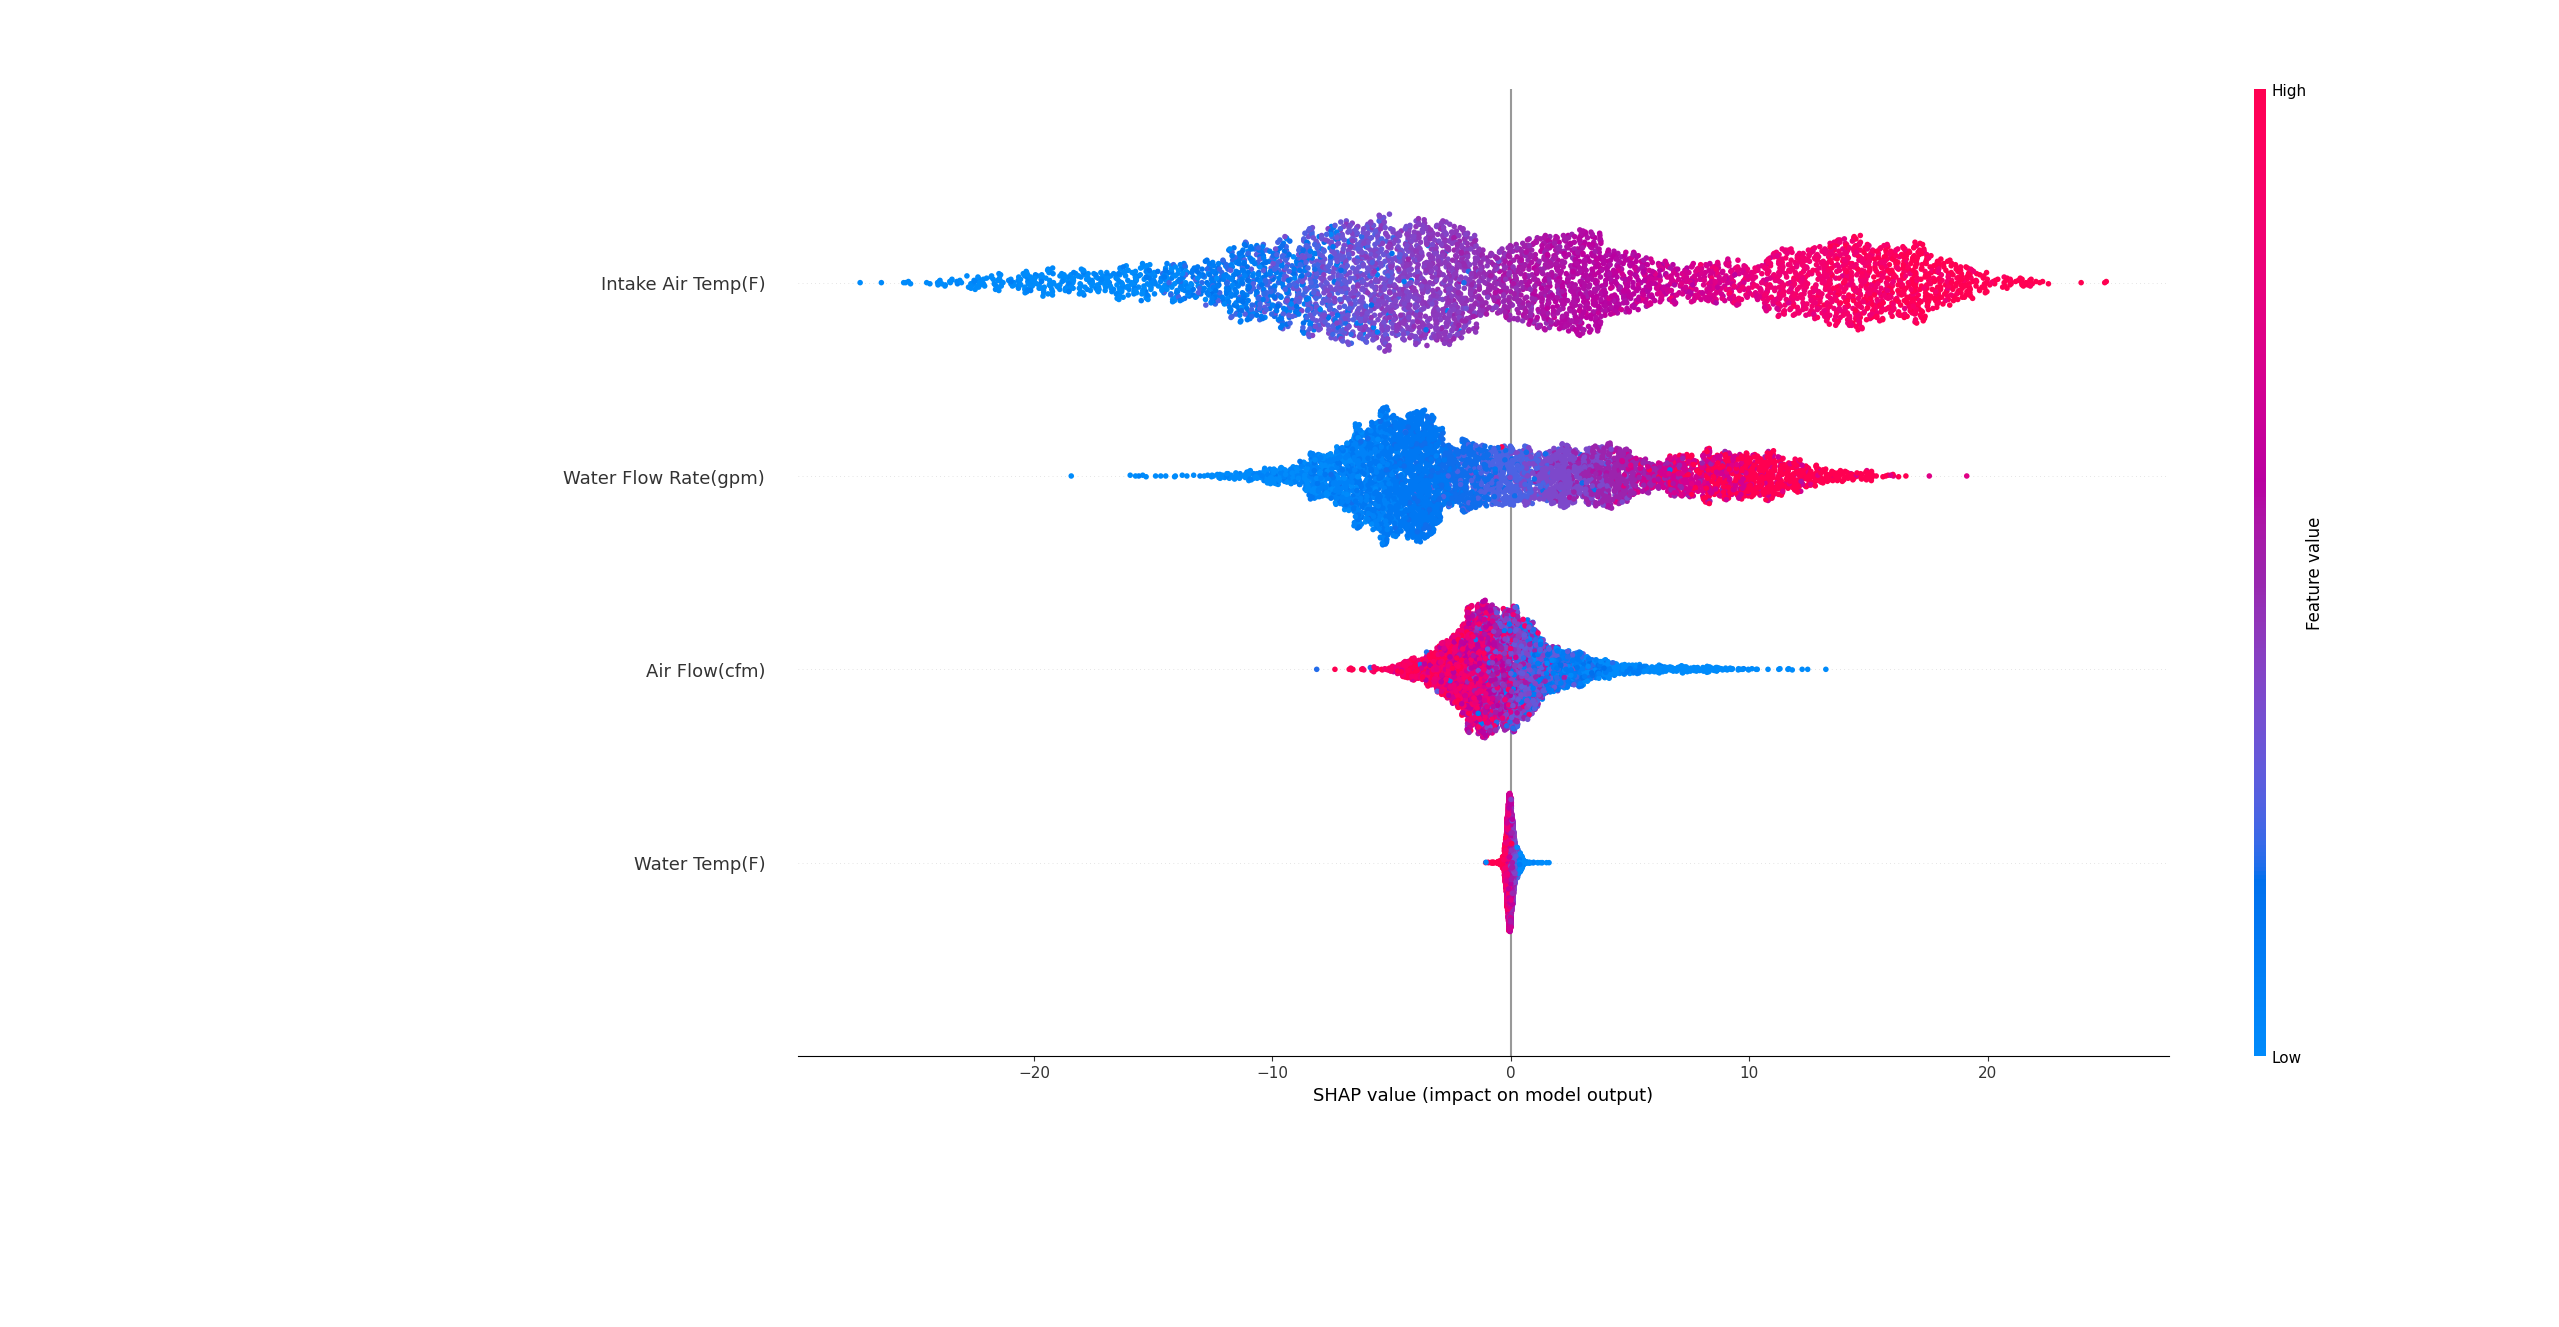 High
Intake Air Temp(F)
Water Flow Rate(gpm)
Air Flow(cfm)
Water Temp(F)
Feature value
Low
−20 −10 0 10 20
SHAP value (impact on model output)